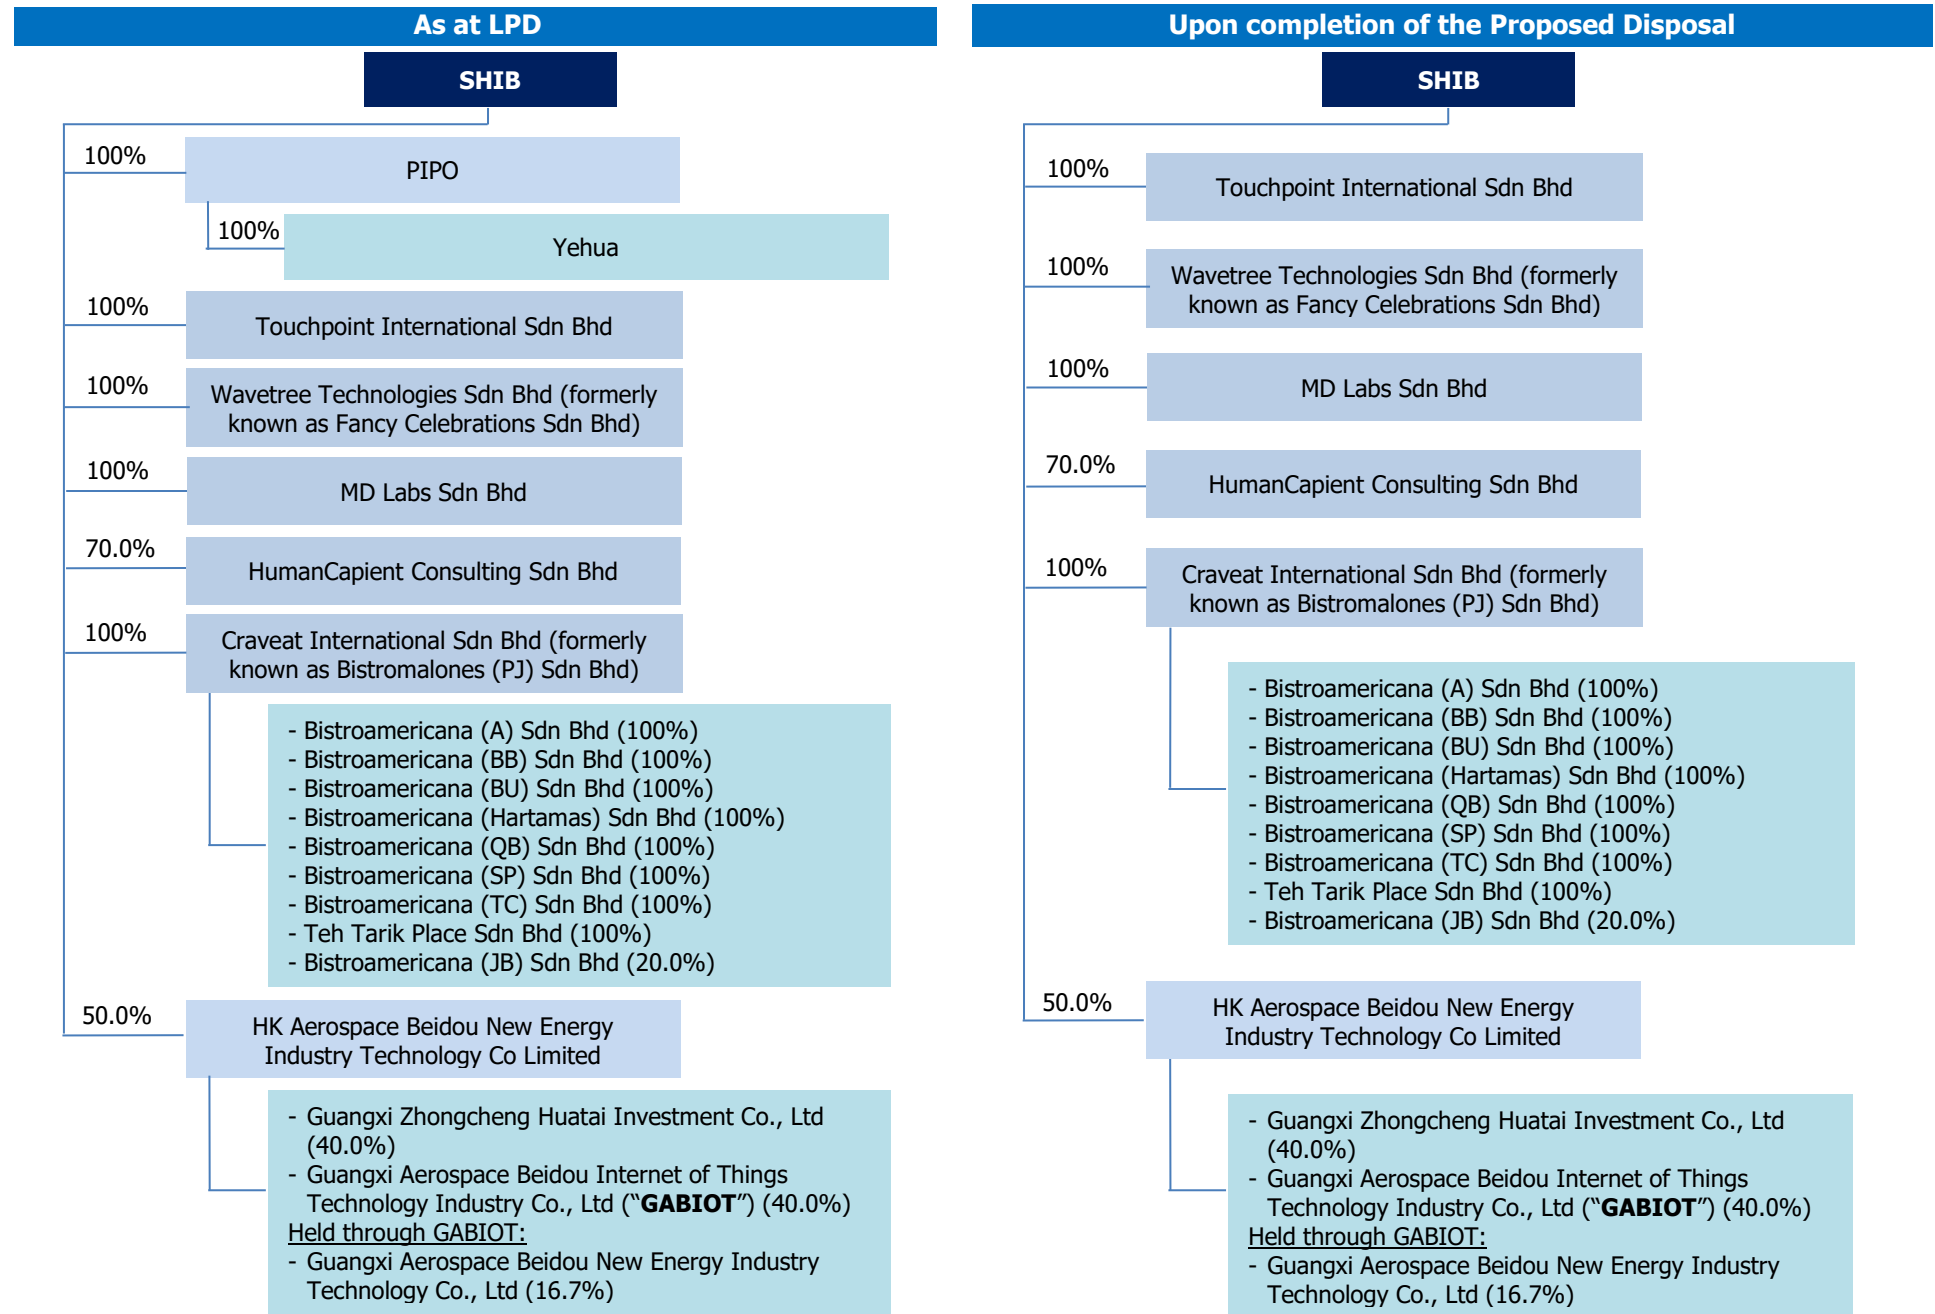 As at LPD
SHIB
100%
PIPO
100%
Yehua
100%
Touchpoint International Sdn Bhd
100%
Wavetree Technologies Sdn Bhd (formerly
known as Fancy Celebrations Sdn Bhd)
100%
MD Labs Sdn Bhd
70.0%
HumanCapient Consulting Sdn Bhd
100%
Craveat International Sdn Bhd (formerly
known as Bistromalones (PJ) Sdn Bhd)
- Bistroamericana (A) Sdn Bhd (100%)
- Bistroamericana (BB) Sdn Bhd (100%)
- Bistroamericana (BU) Sdn Bhd (100%)
- Bistroamericana (Hartamas) Sdn Bhd (100%)
- Bistroamericana (QB) Sdn Bhd (100%)
- Bistroamericana (SP) Sdn Bhd (100%)
- Bistroamericana (TC) Sdn Bhd (100%)
- Teh Tarik Place Sdn Bhd (100%)
- Bistroamericana (JB) Sdn Bhd (20.0%)
50.0%
HK Aerospace Beidou New Energy
Industry Technology Co Limited
- Guangxi Zhongcheng Huatai Investment Co., Ltd
(40.0%)
- Guangxi Aerospace Beidou Internet of Things
Technology Industry Co., Ltd (“GABIOT”) (40.0%)
Held through GABIOT:
- Guangxi Aerospace Beidou New Energy Industry
Technology Co., Ltd (16.7%)
Upon completion of the Proposed Disposal
SHIB
100%
Touchpoint International Sdn Bhd
100%
Wavetree Technologies Sdn Bhd (formerly
known as Fancy Celebrations Sdn Bhd)
100%
MD Labs Sdn Bhd
70.0%
HumanCapient Consulting Sdn Bhd
100%
Craveat International Sdn Bhd (formerly
known as Bistromalones (PJ) Sdn Bhd)
- Bistroamericana (A) Sdn Bhd (100%)
- Bistroamericana (BB) Sdn Bhd (100%)
- Bistroamericana (BU) Sdn Bhd (100%)
- Bistroamericana (Hartamas) Sdn Bhd (100%)
- Bistroamericana (QB) Sdn Bhd (100%)
- Bistroamericana (SP) Sdn Bhd (100%)
- Bistroamericana (TC) Sdn Bhd (100%)
- Teh Tarik Place Sdn Bhd (100%)
- Bistroamericana (JB) Sdn Bhd (20.0%)
50.0%
HK Aerospace Beidou New Energy
Industry Technology Co Limited
- Guangxi Zhongcheng Huatai Investment Co., Ltd
(40.0%)
- Guangxi Aerospace Beidou Internet of Things
Technology Industry Co., Ltd (“GABIOT”) (40.0%)
Held through GABIOT:
- Guangxi Aerospace Beidou New Energy Industry
Technology Co., Ltd (16.7%)